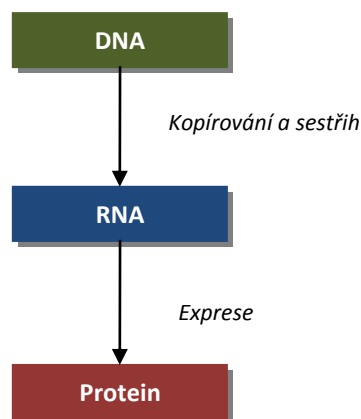 DNA
Kopírování a sestřih
RNA
Exprese
Protein